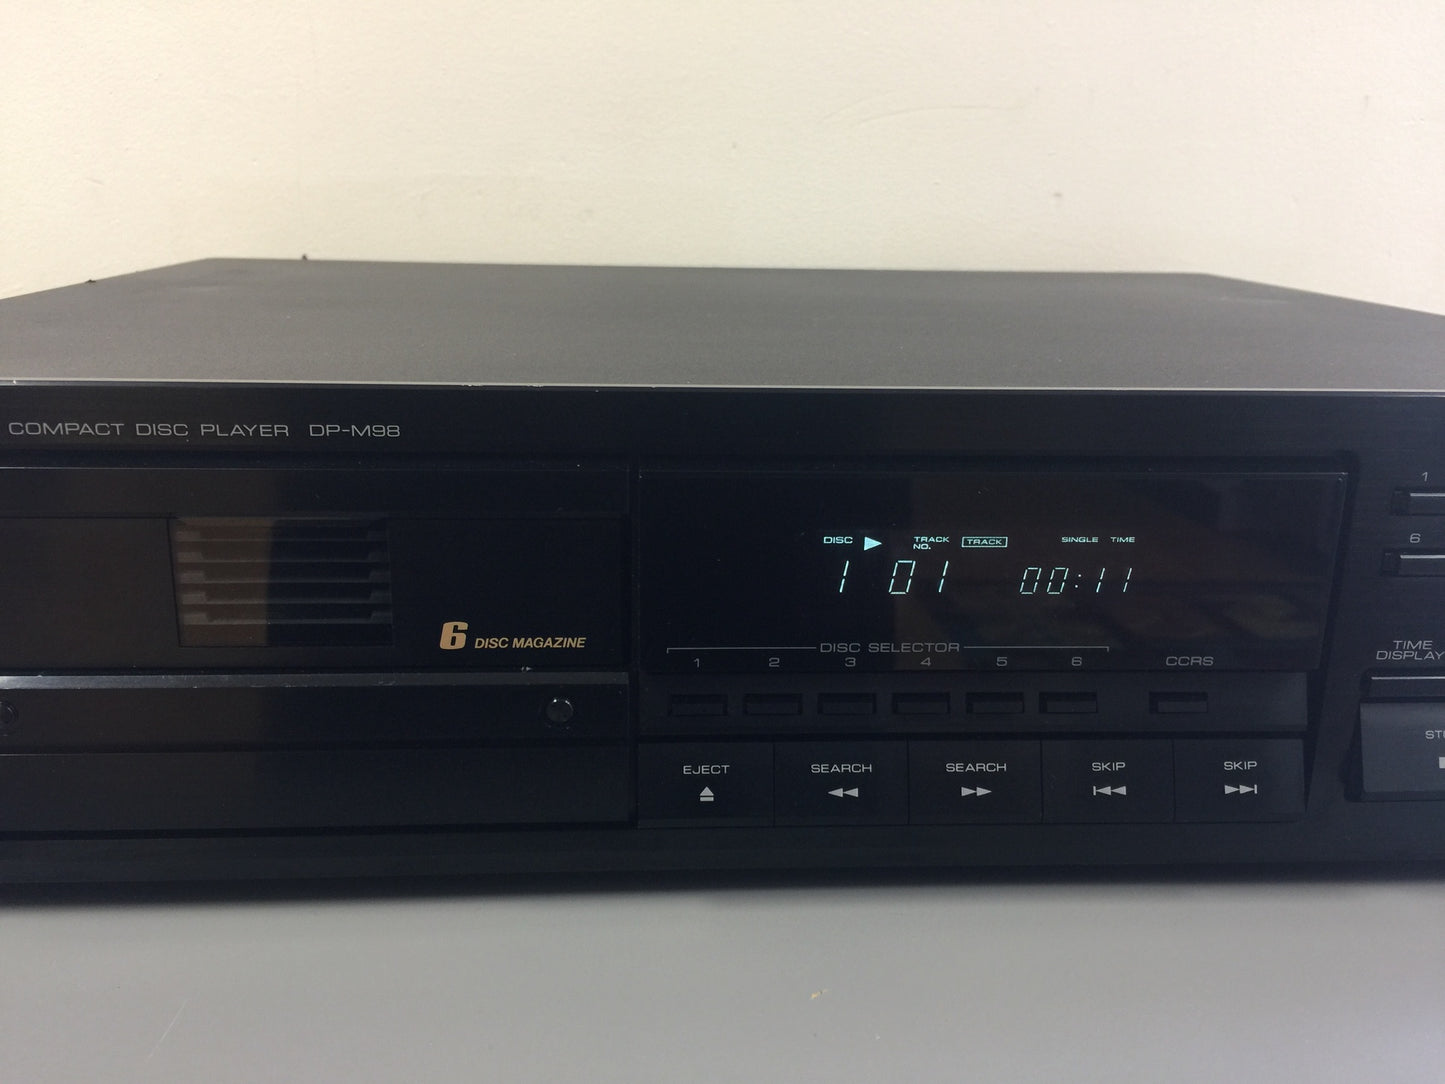 COMPACT DISC PLAYER DP-M98
1
6
DISC TRACK NO. TRACK SINGLE TIME
1 01 00:11
6 DISC MAGAZINE
DISC SELECTOR
1 2 3 4 5 6 CCRS
TIME DISPLAY
EJECT SEARCH SEARCH SKIP SKIP